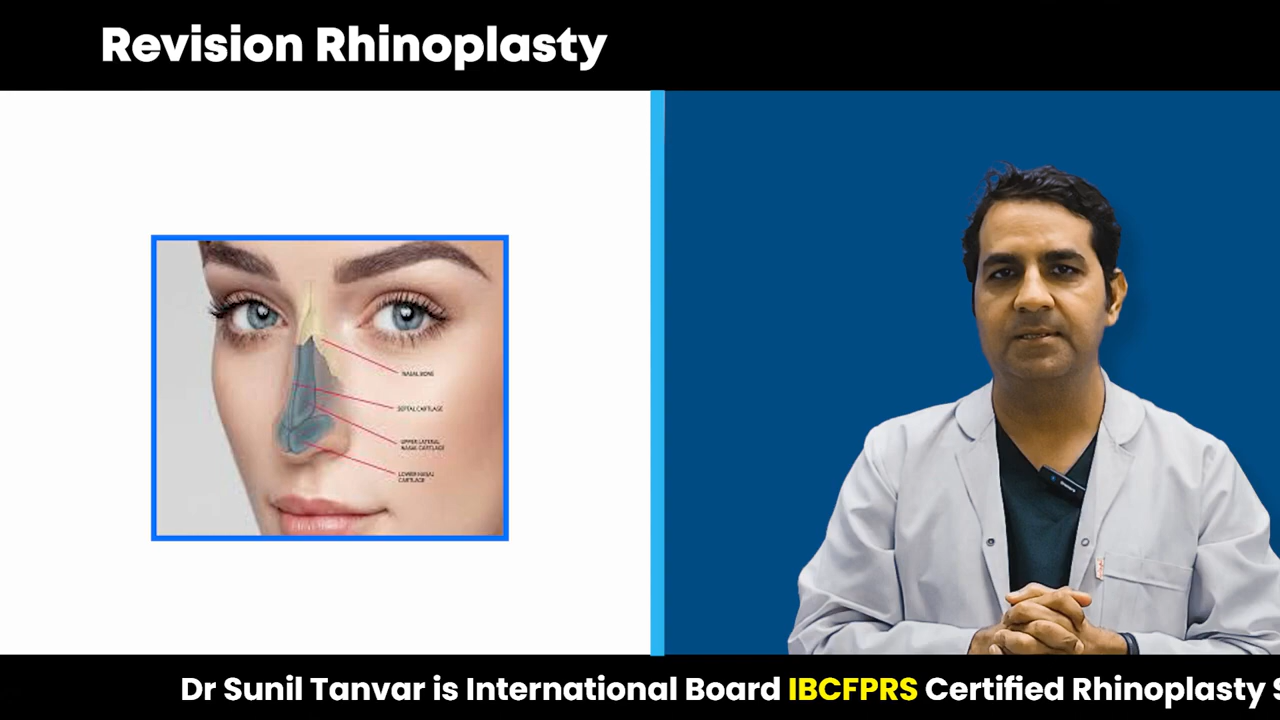 Revision Rhinoplasty
NASAL BONE
SEPTAL CARTILAGE
UPPER LATERAL
NASAL CARTILAGE
LOWER NASAL
CARTILAGE
Dr Sunil Tanvar is International Board IBCFPRS Certified Rhinoplasty S